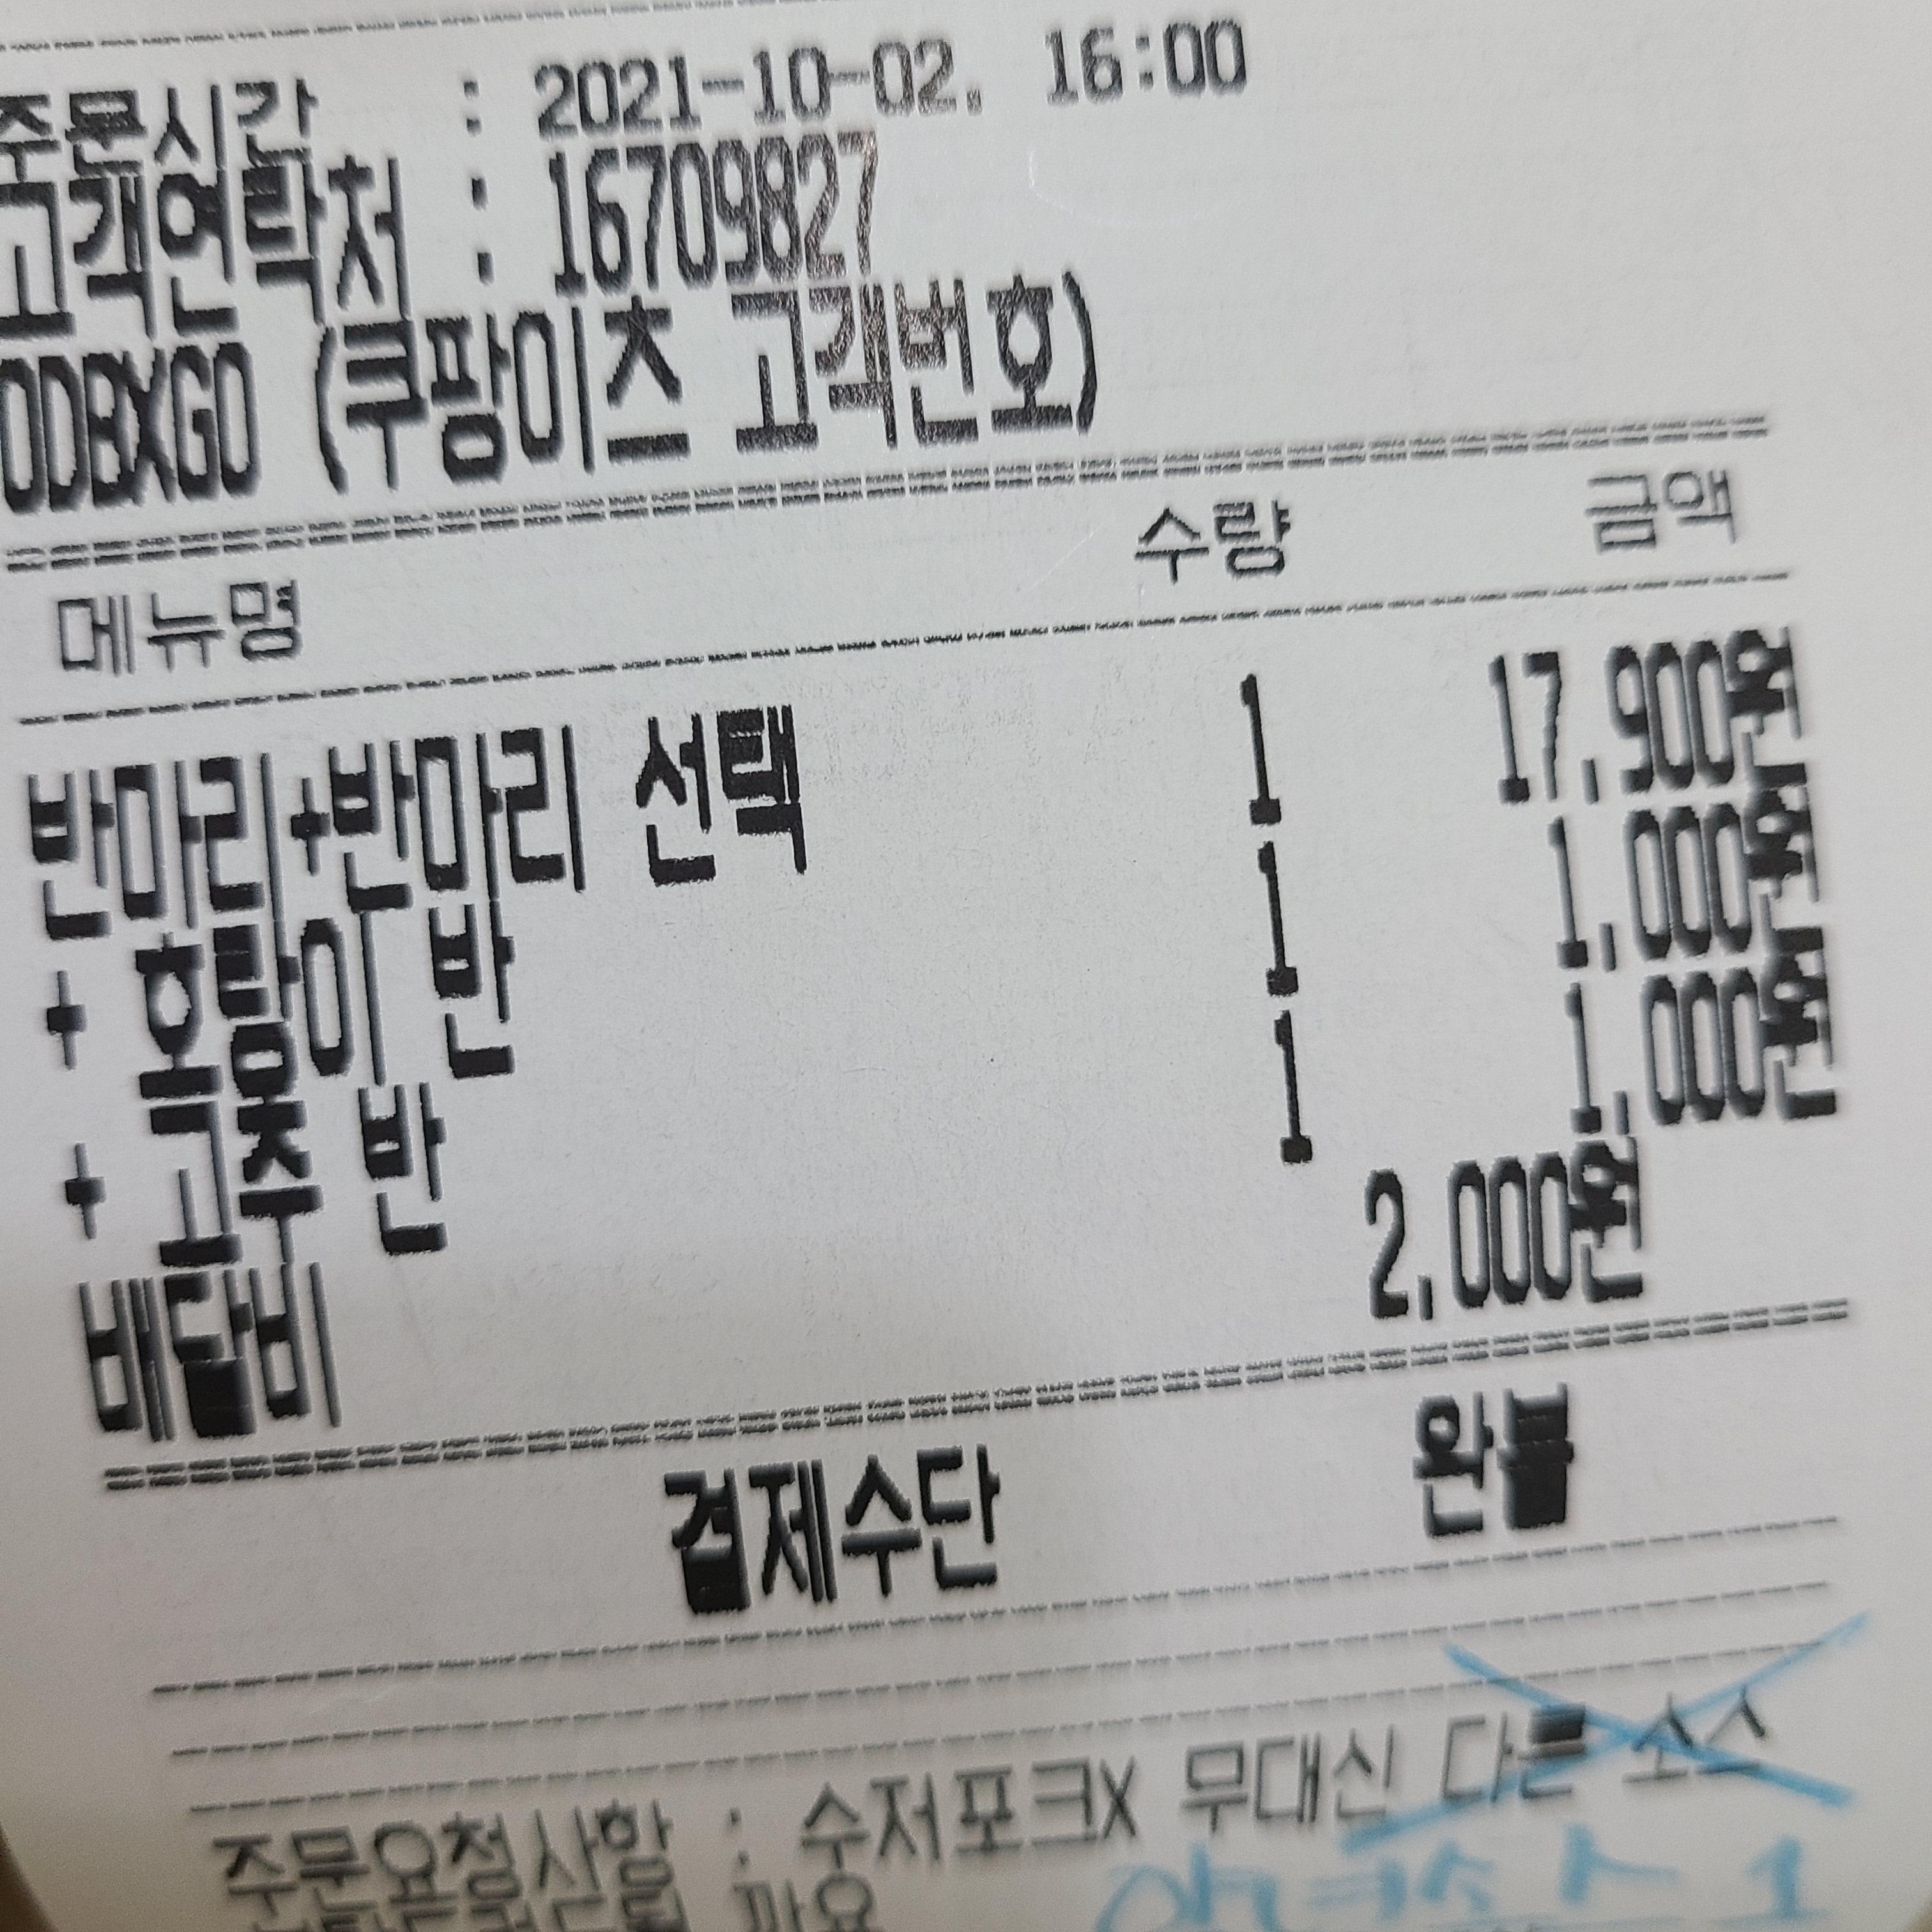 주문시간 : 2021-10-02. 16:00
고객연락처 : 16709827
0DBXG0 (쿠팡이츠 고객번호)
메뉴명 수량 금액
반마리+반마리 선택 1 17,900원
+ 호랑이 반 1 1,000원
+ 고추 반 1 1,000원
배달비 2,000원
결제수단 완불
주문요청사항 : 수저포크X 무대신 다른 소스